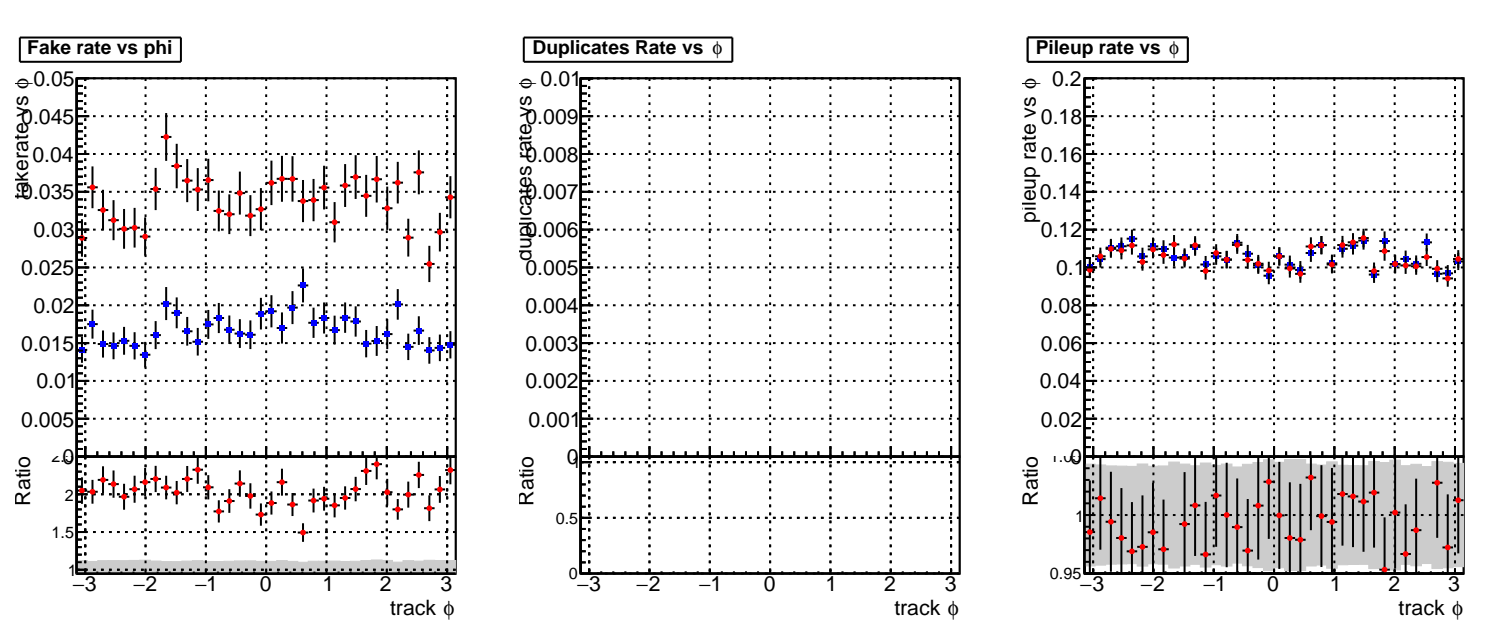 Fake rate vs phi
fakerate vs ϕ
0.05
0.045
0.04
0.035
0.03
0.025
0.02
0.015
0.01
0.005
0
Ratio
2
1.5
1
−3 −2 −1 0 1 2 3
track ϕ
Duplicates Rate vs ϕ
duplicates rate vs ϕ
0.01
0.009
0.008
0.007
0.006
0.005
0.004
0.003
0.002
0.001
0
Ratio
0.5
0
−3 −2 −1 0 1 2 3
track ϕ
Pileup rate vs ϕ
pileup rate vs ϕ
0.2
0.18
0.16
0.14
0.12
0.1
0.08
0.06
0.04
0.02
0
Ratio
1
0.95
−3 −2 −1 0 1 2 3
track ϕ